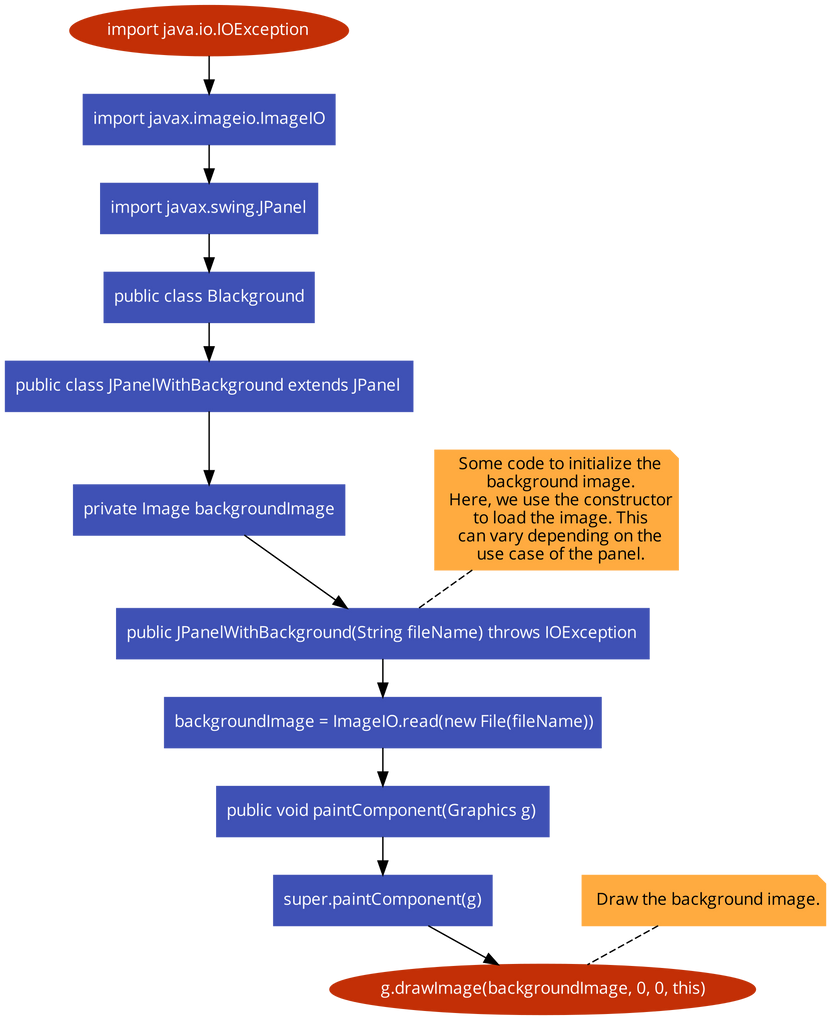 import java.io.IOException
import javax.imageio.ImageIO
import javax.swing.JPanel
public class Blackground
public class JPanelWithBackground extends JPanel
private Image backgroundImage
Some code to initialize the
background image.
Here, we use the constructor
to load the image. This
can vary depending on the
use case of the panel.
public JPanelWithBackground(String fileName) throws IOException
backgroundImage = ImageIO.read(new File(fileName))
public void paintComponent(Graphics g)
super.paintComponent(g)
Draw the background image.
g.drawImage(backgroundImage, 0, 0, this)